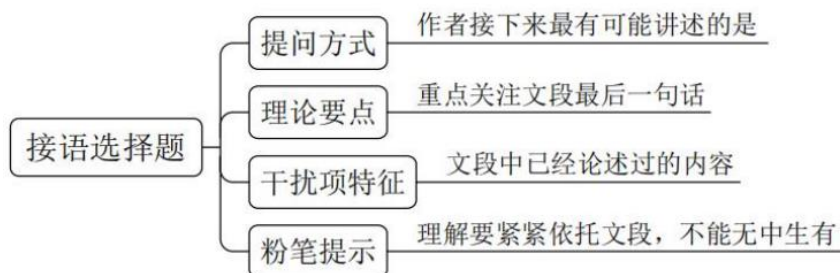 接语选择题
提问方式
作者接下来最有可能讲述的是
理论要点
重点关注文段最后一句话
干扰项特征
文段中已经论述过的内容
粉笔提示
理解要紧紧依托文段，不能无中生有